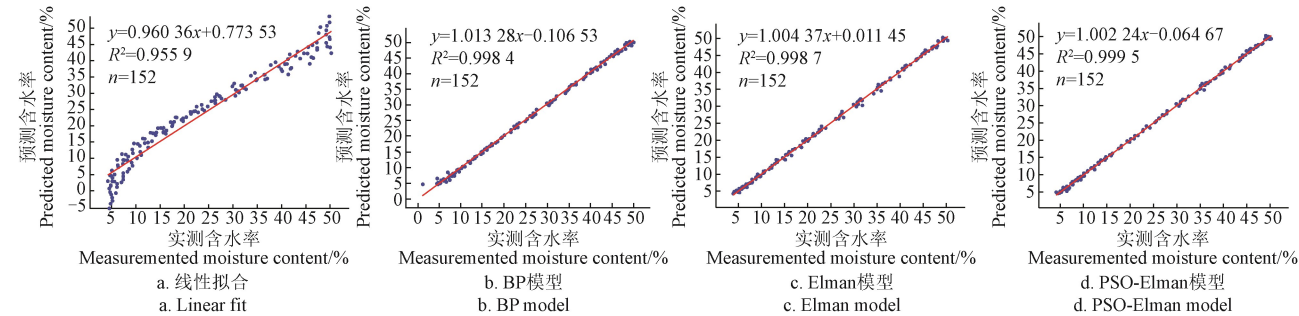 预测含水率
Predicted moisture content/%
50
45
40
35
30
25
20
15
10
5
0
−5
y=0.960 36x+0.773 53
R²=0.955 9
n=152
5 10 15 20 25 30 35 40 45 50
实测含水率
Measuremented moisture content/%
a. 线性拟合
a. Linear fit
预测含水率
Predicted moisture content/%
50
45
40
35
30
25
20
15
10
5
0
y=1.013 28x−0.106 53
R²=0.998 4
n=152
0 5 10 15 20 25 30 35 40 45 50
实测含水率
Measuremented moisture content/%
b. BP模型
b. BP model
预测含水率
Predicted moisture content/%
50
45
40
35
30
25
20
15
10
5
y=1.004 37x+0.011 45
R²=0.998 7
n=152
5 10 15 20 25 30 35 40 45 50
实测含水率
Measuremented moisture content/%
c. Elman模型
c. Elman model
预测含水率
Predicted moisture content/%
50
45
40
35
30
25
20
15
10
5
y=1.002 24x−0.064 67
R²=0.999 5
n=152
5 10 15 20 25 30 35 40 45 50
实测含水率
Measuremented moisture content/%
d. PSO-Elman模型
d. PSO-Elman model